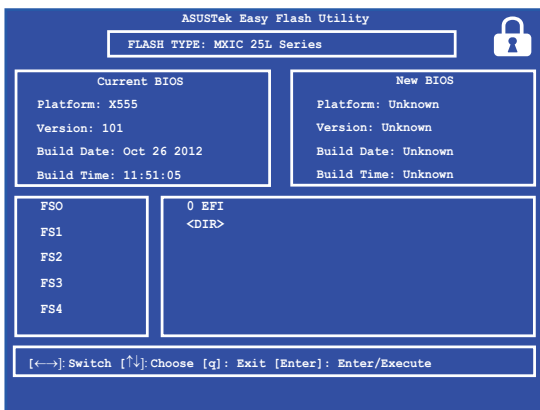 ASUSTek Easy Flash Utility
FLASH TYPE: MXIC 25L Series
Current BIOS
Platform: X555
Version: 101
Build Date: Oct 26 2012
Build Time: 11:51:05
New BIOS
Platform: Unknown
Version: Unknown
Build Date: Unknown
Build Time: Unknown
FSO
FS1
FS2
FS3
FS4
0 EFI
<DIR>
[←→]: Switch [↑↓]: Choose [q]: Exit [Enter]: Enter/Execute